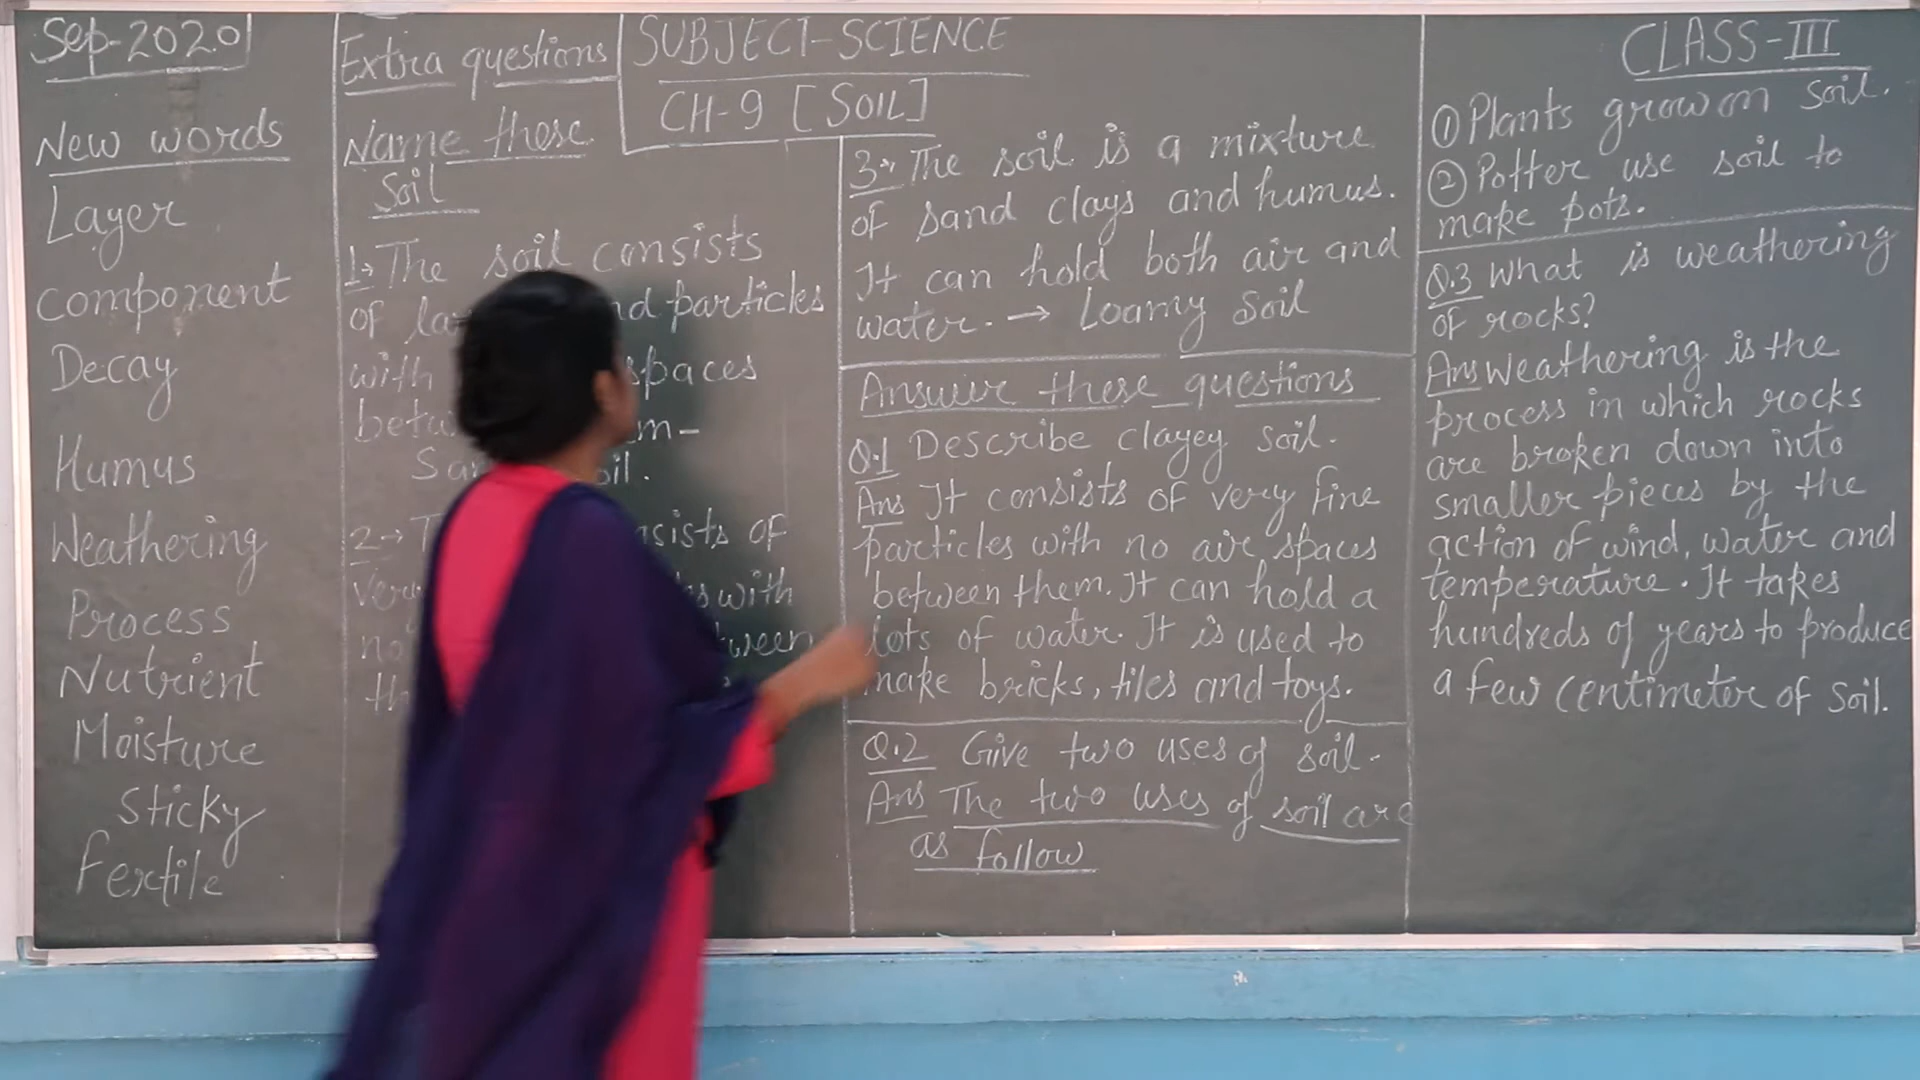 Sep-2020
New words
Layer
Component
Decay
Humus
Weathering
Process
Nutrient
Moisture
Sticky
Fertile
Extra questions
Name these
Soil
1→ The soil consists
of particles
with spaces

soil.
2→ consists of
very with
no between

SUBJECT-SCIENCE
CH-9 [SOIL]
3→ The soil is a mixture
of sand clays and humus.
It can hold both air and
water. → Loamy Soil
Answer these questions
Q.1 Describe clayey soil.
Ans It consists of very fine
particles with no air spaces
between them. It can hold a
lots of water. It is used to
make bricks, tiles and toys.
Q.2 Give two uses of soil.
Ans The two uses of soil are
as follow
CLASS-III
① Plants grow on soil.
② Potter use soil to
make pots.
Q.3 What is weathering
of rocks?
Ans Weathering is the
process in which rocks
are broken down into
smaller pieces by the
action of wind, water and
temperature. It takes
hundreds of years to produce
a few centimeter of soil.